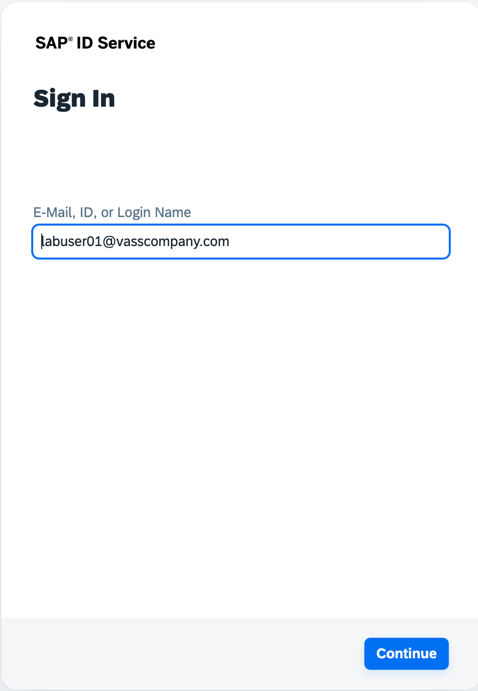 SAP® ID Service
Sign In
E-Mail, ID, or Login Name
labuser01@vasscompany.com
Continue